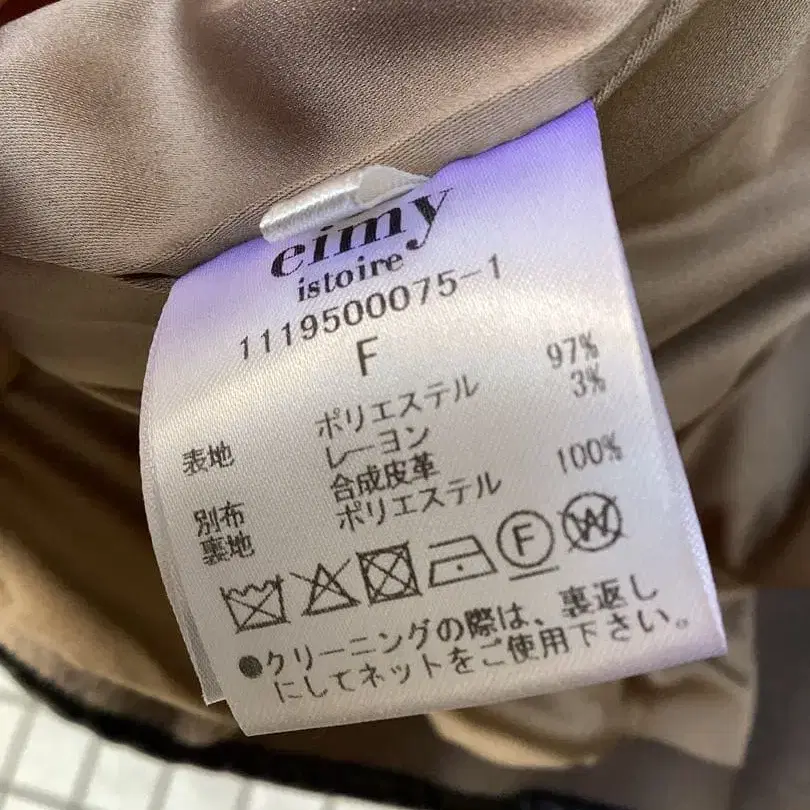 eimy
istoire
1119500075-1
F
表地 ポリエステル 97%
レーヨン 3%
別布 合成皮革
裏地 ポリエステル 100%
F W
●クリーニングの際は、裏返し
にしてネットをご使用下さい。